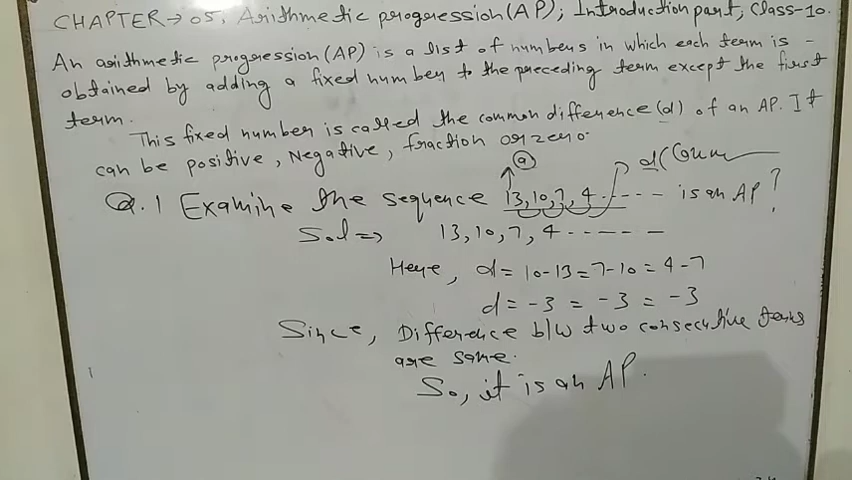 CHAPTER → 05, Arithmetic progression (AP); Introduction part; Class-10.
An arithmetic progression (AP) is a list of numbers in which each term is -
obtained by adding a fixed number to the preceding term except the first
term.
This fixed number is called the common difference (d) of an AP. It
can be positive, Negative, fraction or zero.
(a) d(Comm
Q.1 Examine the sequence 13, 10, 7, 4 ------ is an AP?
Sol ⇒ 13, 10, 7, 4 ------
Here, d = 10-13 = 7-10 = 4-7
d = -3 = -3 = -3
Since, Difference b/w two consecutive terms
are same.
So, it is an AP.